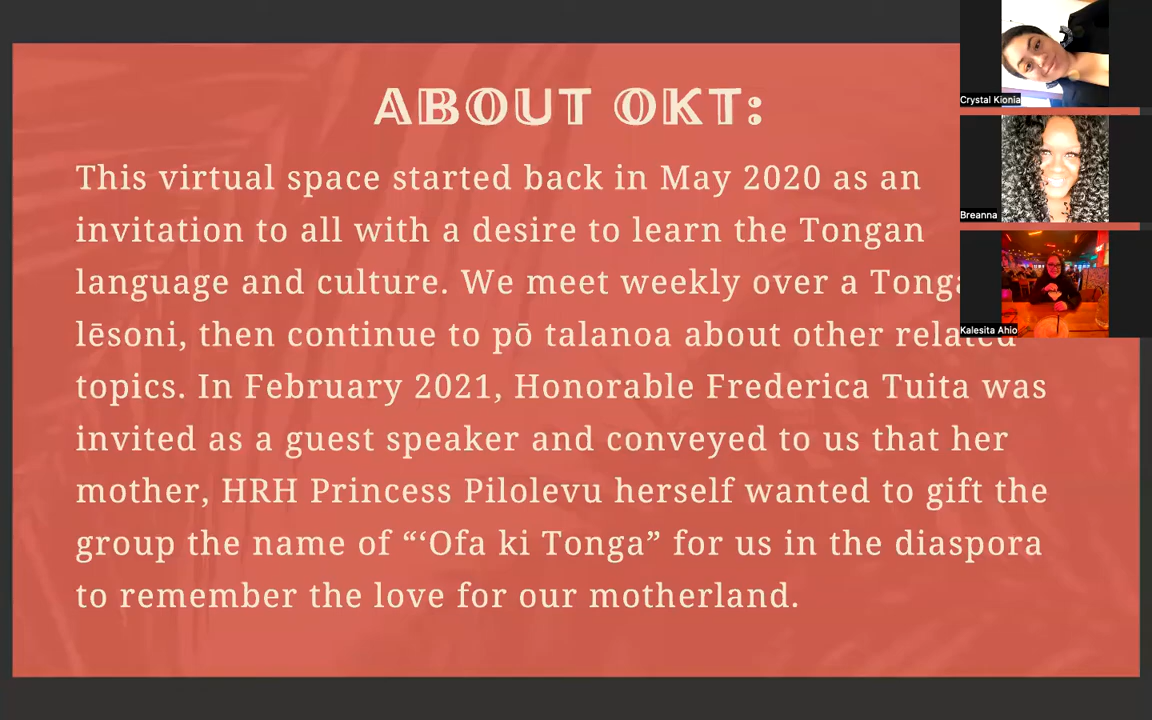 ABOUT OKT:
This virtual space started back in May 2020 as an
invitation to all with a desire to learn the Tongan
language and culture. We meet weekly over a
lēsoni, then continue to pō talanoa about other related
topics. In February 2021, Honorable Frederica Tuita was
invited as a guest speaker and conveyed to us that her
mother, HRH Princess Pilolevu herself wanted to gift the
group the name of “‘Ofa ki Tonga” for us in the diaspora
to remember the love for our motherland.
Crystal Kionia
Breanna
Kalesita Ahio